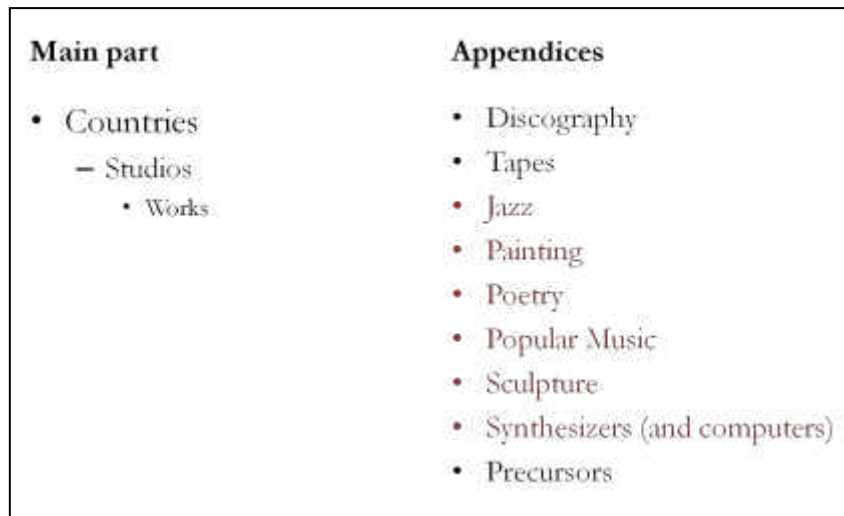 Main part
• Countries
– Studios
• Works
Appendices
• Discography
• Tapes
• Jazz
• Painting
• Poetry
• Popular Music
• Sculpture
• Synthesizers (and computers)
• Precursors